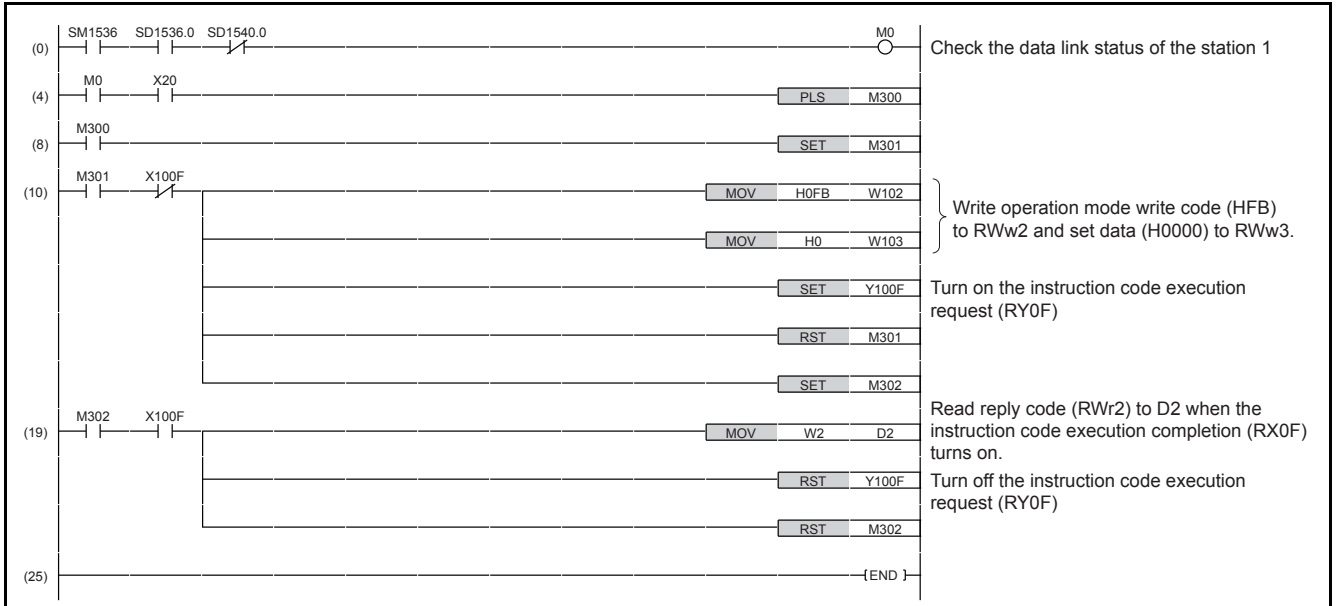 SM1536 SD1536.0 SD1540.0 M0
(0) Check the data link status of the station 1
M0 X20
(4) PLS M300
M300
(8) SET M301
M301 X100F
(10) MOV H0FB W102
Write operation mode write code (HFB)
to RWw2 and set data (H0000) to RWw3.
MOV H0 W103
SET Y100F Turn on the instruction code execution
request (RY0F)
RST M301
SET M302
M302 X100F
Read reply code (RWr2) to D2 when the
(19) MOV W2 D2 instruction code execution completion (RX0F)
turns on.
RST Y100F Turn off the instruction code execution
request (RY0F)
RST M302
(25) END